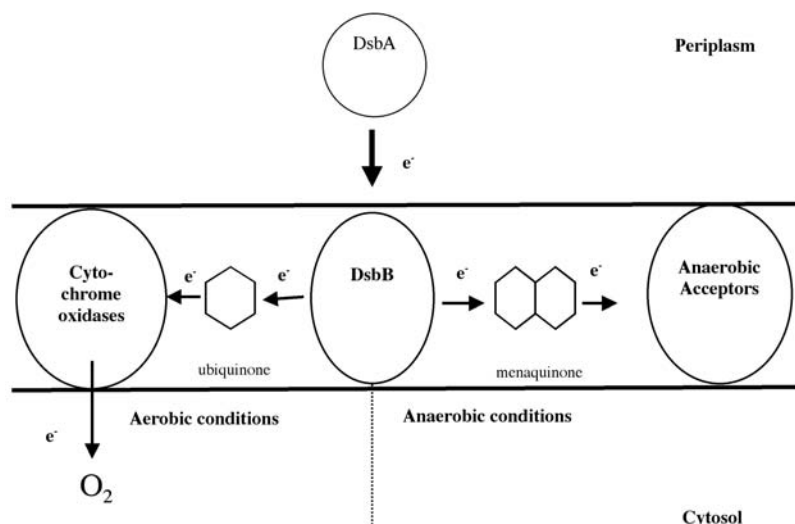 DsbA
Periplasm
e-
Cyto-
chrome
oxidases
e-
e-
DsbB
e-
e-
Anaerobic
Acceptors
ubiquinone
menaquinone
Aerobic conditions
Anaerobic conditions
e-
O₂
Cytosol